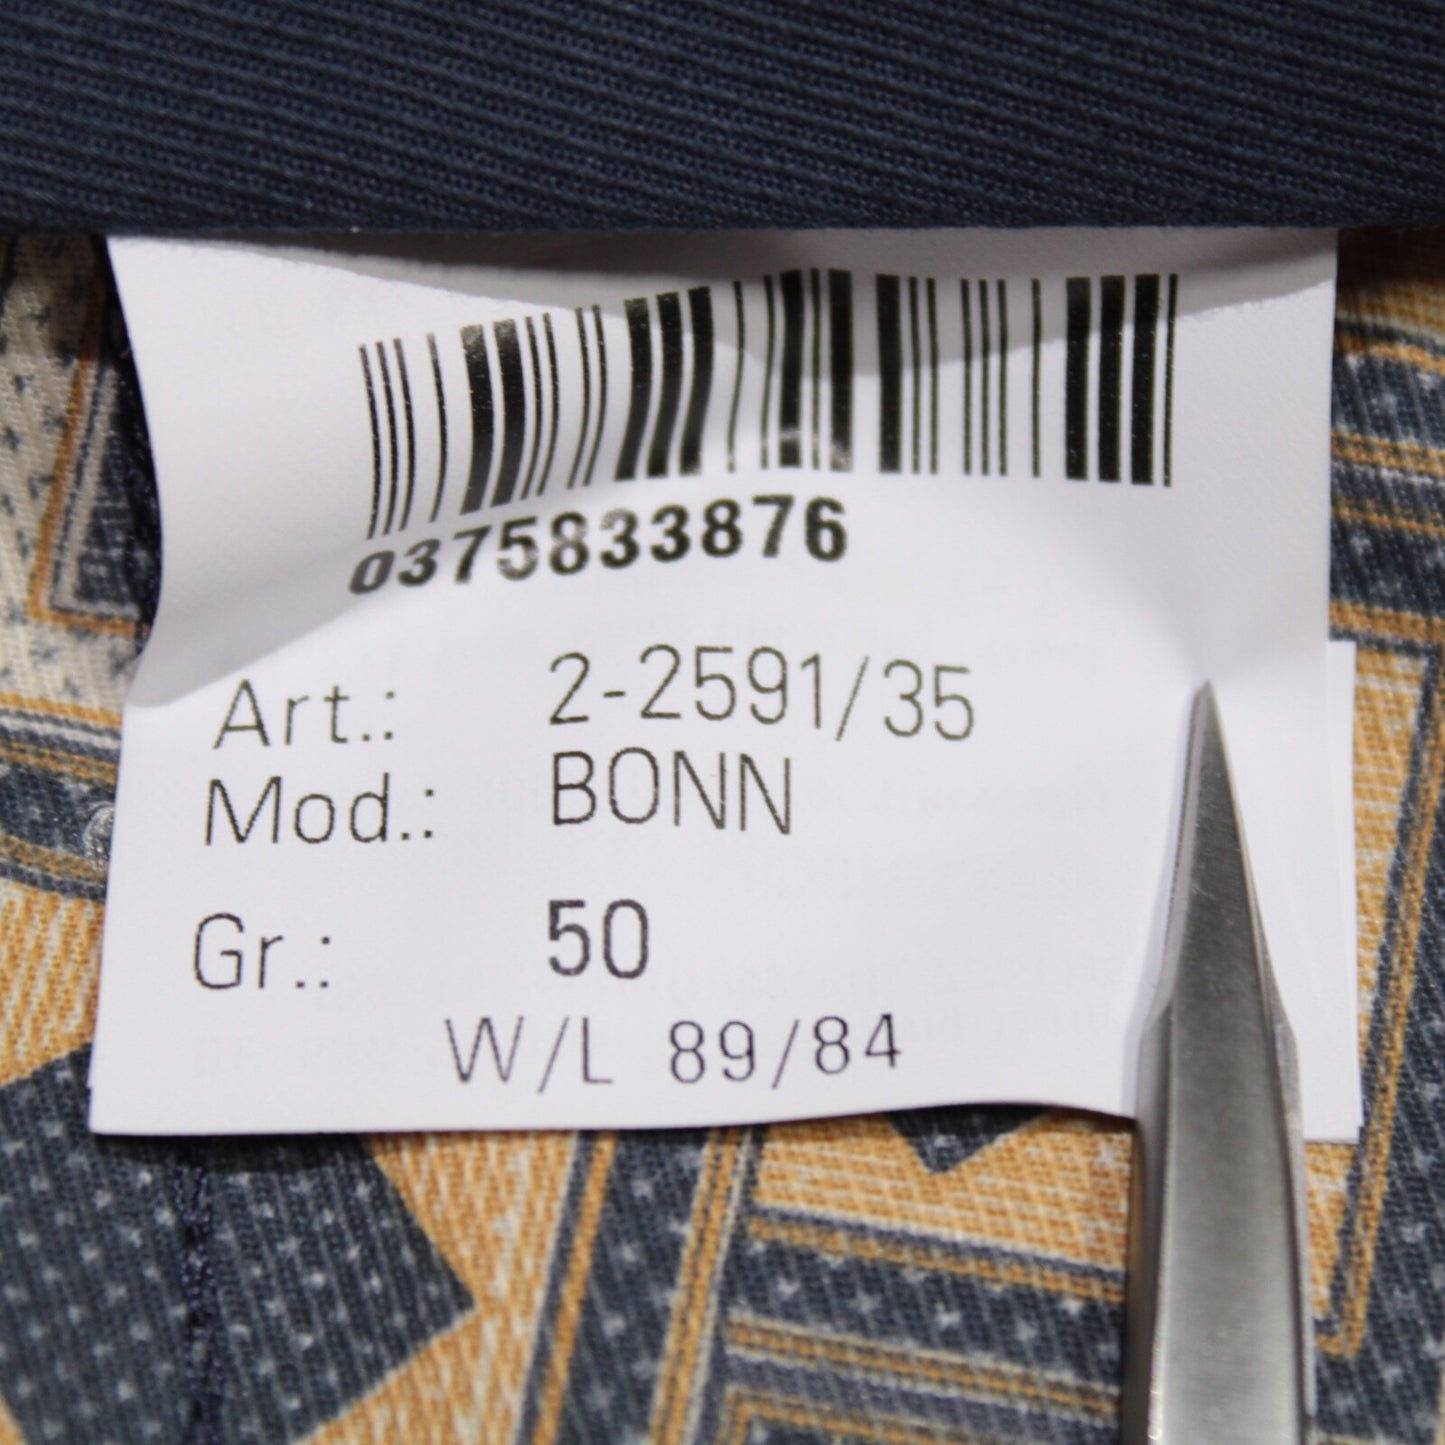 0375833876
Art.: 2-2591/35
Mod.: BONN
Gr.: 50
W/L 89/84